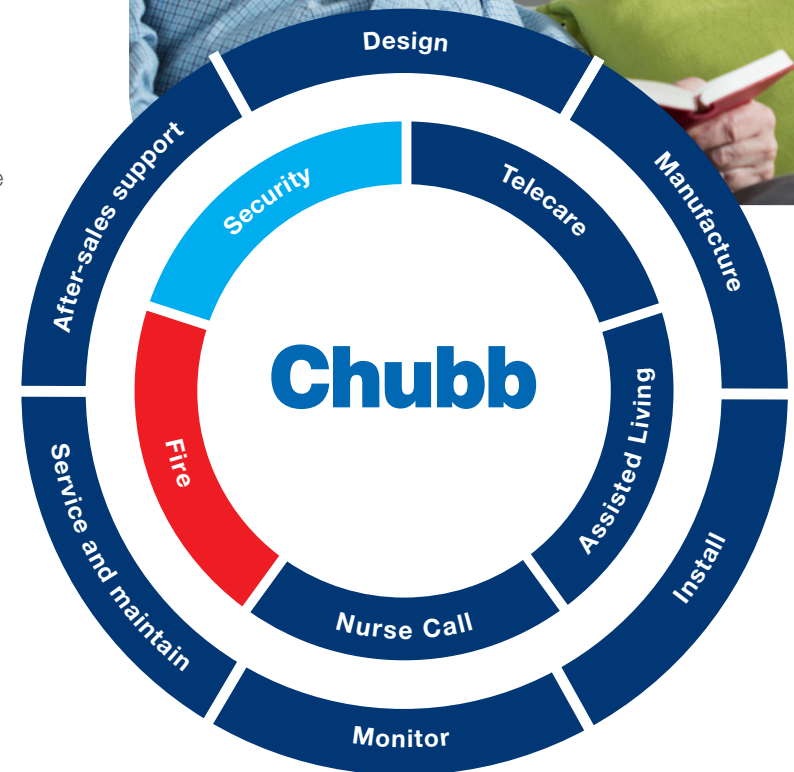 Design
Manufacture
Install
Monitor
Service and maintain
After-sales support
Security
Telecare
Assisted Living
Nurse Call
Fire
Chubb
e